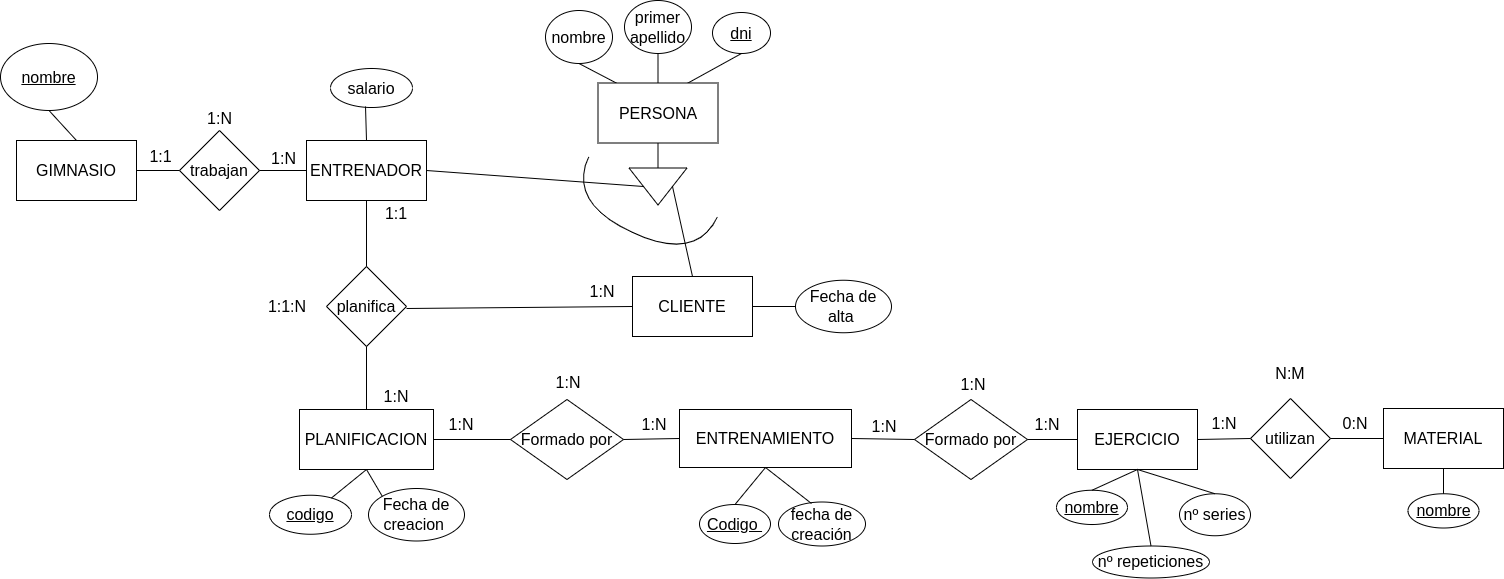 nombre
primer
apellido
dni
nombre
salario
PERSONA
1:N
1:1
1:N
GIMNASIO
trabajan
ENTRENADOR
1:1
1:1:N
planifica
1:N
CLIENTE
Fecha de
alta
1:N
1:N
1:N
N:M
1:N
1:N
1:N
1:N
1:N
0:N
PLANIFICACION
Formado por
ENTRENAMIENTO
Formado por
EJERCICIO
utilizan
MATERIAL
codigo
Fecha de
creacion
Codigo
fecha de
creación
nombre
nº series
nº repeticiones
nombre